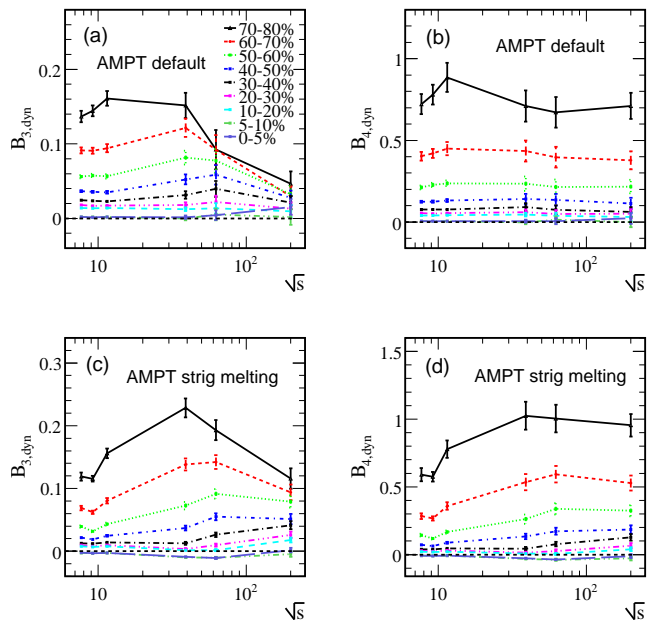 (a)
AMPT default
70-80%
60-70%
50-60%
40-50%
30-40%
20-30%
10-20%
5-10%
0-5%
B3,dyn
0.2
0.1
0
10
10²
√s
(b)
AMPT default
B4,dyn
1
0.5
0
10
10²
√s
(c)
AMPT strig melting
B3,dyn
0.3
0.2
0.1
0
10
10²
√s
(d)
AMPT strig melting
B4,dyn
1.5
1
0.5
0
10
10²
√s